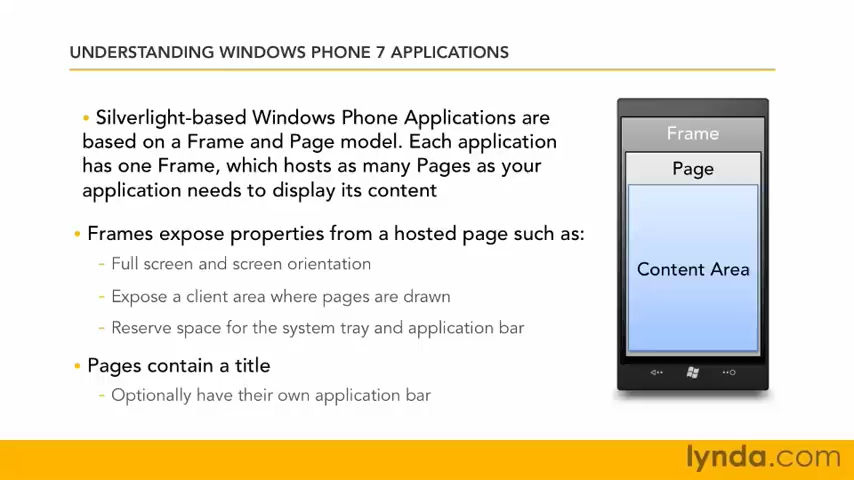 UNDERSTANDING WINDOWS PHONE 7 APPLICATIONS
• Silverlight-based Windows Phone Applications are
based on a Frame and Page model. Each application
has one Frame, which hosts as many Pages as your
application needs to display its content
• Frames expose properties from a hosted page such as:
- Full screen and screen orientation
- Expose a client area where pages are drawn
- Reserve space for the system tray and application bar
• Pages contain a title
- Optionally have their own application bar
Frame
Page
Content Area
lynda.com